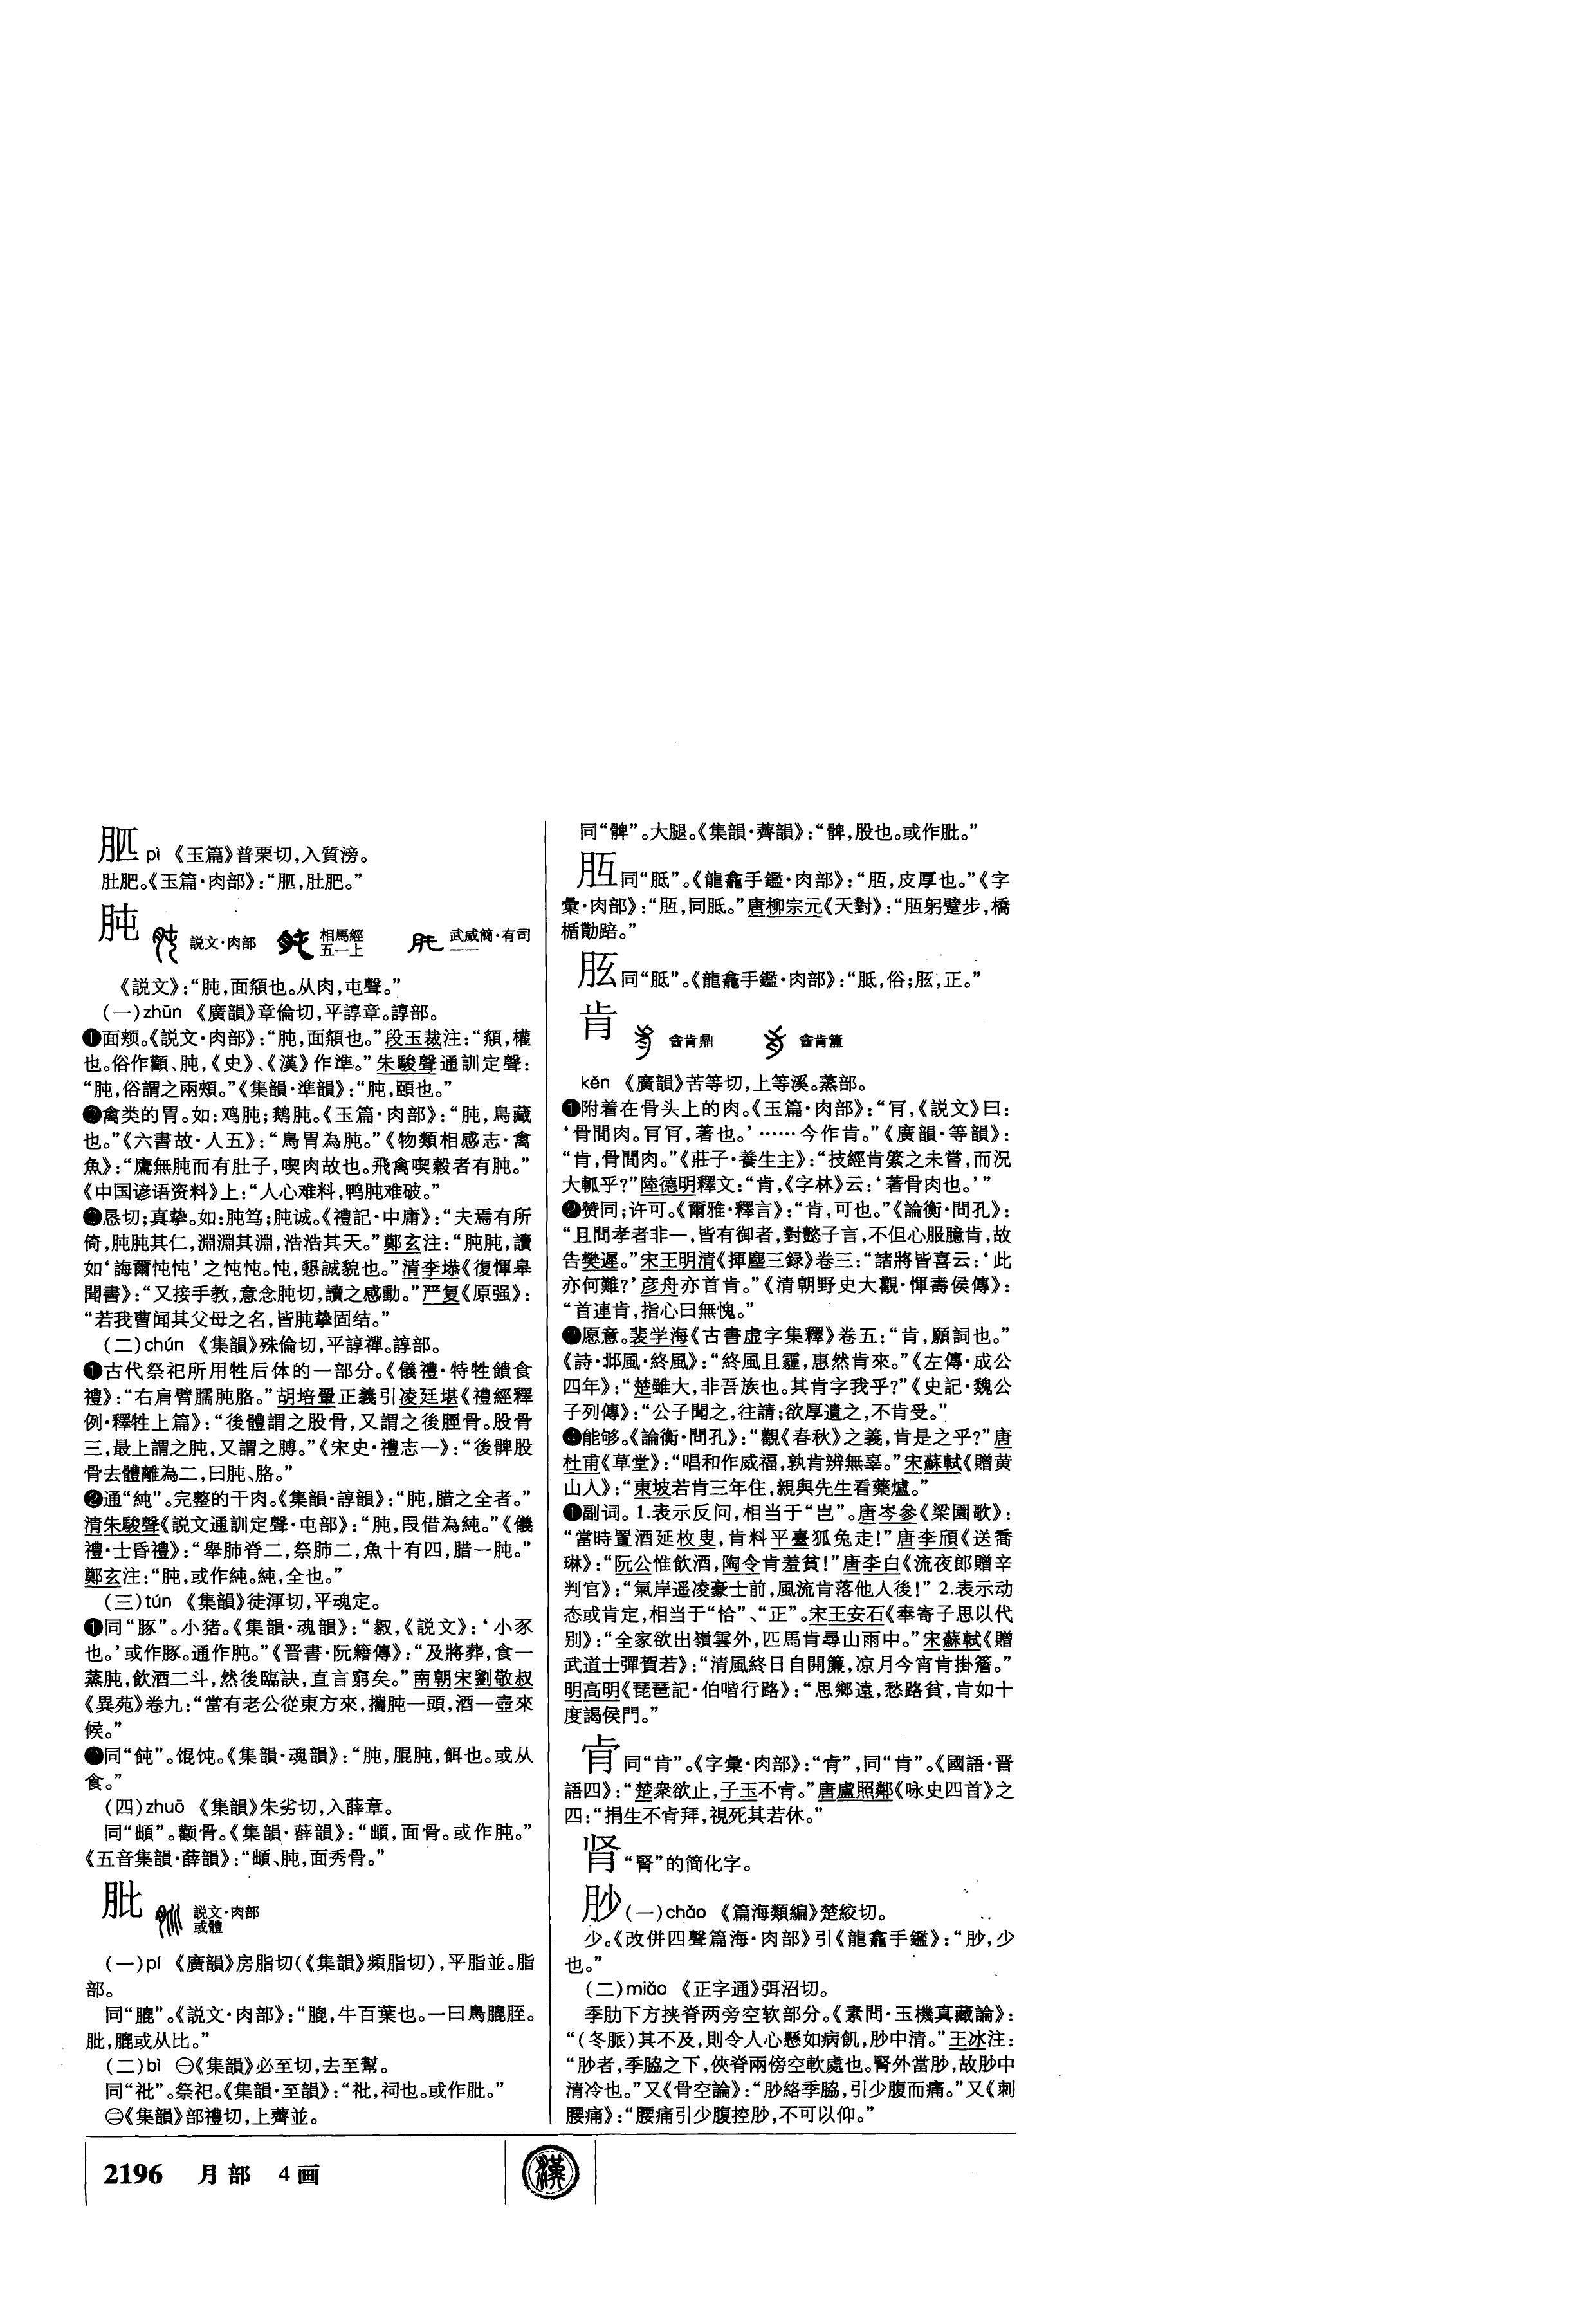 pì 《玉篇》普栗切,入質滂。
肚肥。《玉篇·肉部》:“,肚肥。”
肫 説文·肉部 相馬經五一上 武威簡·有司一一
《説文》:“肫,面頯也。从肉,屯聲。”
(一)zhūn 《廣韻》章倫切,平諄章。諄部。
❶面颊。《説文·肉部》:“肫,面頯也。”段玉裁注:“頯,權
也。俗作顴、肫,《史》、《漢》作準。”朱駿聲通訓定聲:
“肫,俗謂之兩頰。”《集韻·準韻》:“肫,頤也。”
❷禽类的胃。如:鸡肫;鹅肫。《玉篇·肉部》:“肫,鳥藏
也。”《六書故·人五》:“鳥胃為肫。”《物類相感志·禽
魚》:“鷹無肫而有肚子,喫肉故也。飛禽喫穀者有肫。”
《中国谚语资料》上:“人心难料,鸭肫难破。”
❸恳切;真挚。如:肫笃;肫诚。《禮記·中庸》:“夫焉有所
倚,肫肫其仁,淵淵其淵,浩浩其天。”鄭玄注:“肫肫,讀
如‘誨爾忳忳’之忳忳。忳,懇誠貌也。”清李塨《復惲臯
聞書》:“又接手教,意念肫切,讀之感動。”严复《原强》:
“若我曹闻其父母之名,皆肫摯固结。”
(二)chún 《集韻》殊倫切,平諄禪。諄部。
❶古代祭祀所用牲后体的一部分。《儀禮·特牲饋食
禮》:“右肩臂臑肫胳。”胡培翬正義引凌廷堪《禮經釋
例·釋牲上篇》:“後體謂之股骨,又謂之後脛骨。股骨
三,最上謂之肫,又謂之膊。”《宋史·禮志一》:“後髀股
骨去體離為二,曰肫、胳。”
❷通“純”。完整的干肉。《集韻·諄韻》:“肫,腊之全者。”
清朱駿聲《説文通訓定聲·屯部》:“肫,叚借為純。”《儀
禮·士昏禮》:“舉肺脊二,祭肺二,魚十有四,腊一肫。”
鄭玄注:“肫,或作純。純,全也。”
(三)tún 《集韻》徒渾切,平魂定。
❶同“豚”。小猪。《集韻·魂韻》:“㹠,《説文》:‘小豕
也。’或作豚。通作肫。”《晋書·阮籍傳》:“及將葬,食一
蒸肫,飲酒二斗,然後臨訣,直言窮矣。”南朝宋劉敬叔
《異苑》卷九:“當有老公從東方來,攜肫一頭,酒一壺來
候。”
❷同“飩”。馄饨。《集韻·魂韻》:“肫,䐊肫,餌也。或从
食。”
(四)zhuō 《集韻》朱劣切,入薛章。
同“䪼”。颧骨。《集韻·薛韻》:“䪼,面骨。或作肫。”
《五音集韻·薛韻》:“䪼、肫,面秀骨。”
肶 説文·肉部或體
(一)pí 《廣韻》房脂切(《集韻》頻脂切),平脂並。脂
部。
同“膍”。《説文·肉部》:“膍,牛百葉也。一曰鳥膍胵。
肶,膍或从比。”
(二)bì ㊀《集韻》必至切,去至幫。
同“祉”。祭祀。《集韻·至韻》:“祉,祠也。或作肶。”
㊁《集韻》部禮切,上薺並。
同“髀”。大腿。《集韻·薺韻》:“髀,股也。或作肶。”
同“胝”。《龍龕手鑑·肉部》:“,皮厚也。”《字
彙·肉部》:“,同胝。”唐柳宗元《天對》:“躬躄步,橋
楯勩踣。”
同“胝”。《龍龕手鑑·肉部》:“胝,俗;,正。”
肯 酓肯鼎 酓肯簠
kěn 《廣韻》苦等切,上等溪。蒸部。
❶附着在骨头上的肉。《玉篇·肉部》:“肎,《説文》曰:
‘骨間肉。肎肎,著也。’……今作肯。”《廣韻·等韻》:
“肯,骨間肉。”《莊子·養生主》:“技經肯綮之未嘗,而況
大軱乎?”陸德明釋文:“肯,《字林》云:‘著骨肉也。’”
❷赞同;许可。《爾雅·釋言》:“肯,可也。”《論衡·問孔》:
“且問孝者非一,皆有御者,對懿子言,不但心服臆肯,故
告樊遲。”宋王明清《揮塵三録》卷三:“諸將皆喜云:‘此
亦何難?’彦舟亦首肯。”《清朝野史大觀·惲壽侯傳》:
“首連肯,指心曰無愧。”
❸愿意。裴学海《古書虚字集釋》卷五:“肯,願詞也。”
《詩·邶風·終風》:“終風且霾,惠然肯來。”《左傳·成公
四年》:“楚雖大,非吾族也。其肯字我乎?”《史記·魏公
子列傳》:“公子聞之,往請;欲厚遺之,不肯受。”
❹能够。《論衡·問孔》:“觀《春秋》之義,肯是之乎?”唐
杜甫《草堂》:“唱和作威福,孰肯辨無辜。”宋蘇軾《贈黄
山人》:“東坡若肯三年住,親與先生看藥爐。”
❶副词。1.表示反问,相当于“岂”。唐岑參《梁園歌》:
“當時置酒延枚叟,肯料平臺狐兔走!”唐李頎《送喬
琳》:“阮公惟飲酒,陶令肯羞貧!”唐李白《流夜郎贈辛
判官》:“氣岸遥凌豪士前,風流肯落他人後!”2.表示动
态或肯定,相当于“恰”、“正”。宋王安石《奉寄子思以代
别》:“全家欲出嶺雲外,匹馬肯尋山雨中。”宋蘇軾《贈
武道士彈賀若》:“清風終日自開簾,凉月今宵肯掛簷。”
明高明《琵琶記·伯喈行路》:“思鄉遠,愁路貧,肯如十
度謁侯門。”
肻同“肯”。《字彙·肉部》:“肻”,同“肯”。《國語·晋
語四》:“楚衆欲止,子玉不肻。”唐盧照鄰《咏史四首》之
四:“捐生不肻拜,視死其若休。”
肾“腎”的简化字。
䏚(一)chǎo 《篇海類編》楚絞切。
少。《改併四聲篇海·肉部》引《龍龕手鑑》:“䏚,少
也。”
(二)miǎo 《正字通》弭沼切。
季肋下方挟脊两旁空软部分。《素問·玉機真藏論》:
“(冬脈)其不及,則令人心懸如病飢,䏚中清。”王冰注:
“䏚者,季脇之下,俠脊兩傍空軟處也。腎外當䏚,故䏚中
清冷也。”又《骨空論》:“䏚絡季脇,引少腹而痛。”又《刺
腰痛》:“腰痛引少腹控䏚,不可以仰。”
2196 月部 4画
漢